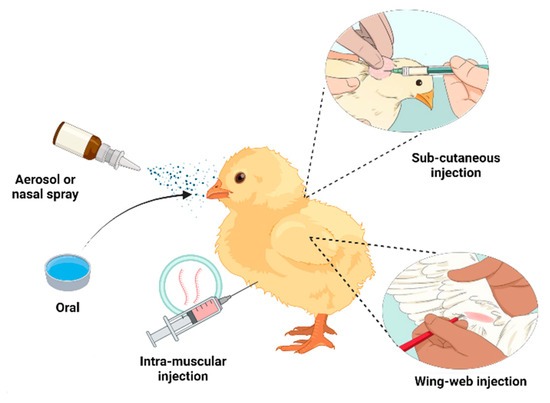 Sub-cutaneous
injection
Aerosol or
nasal spray
Oral
Intra-muscular
injection
Wing-web injection